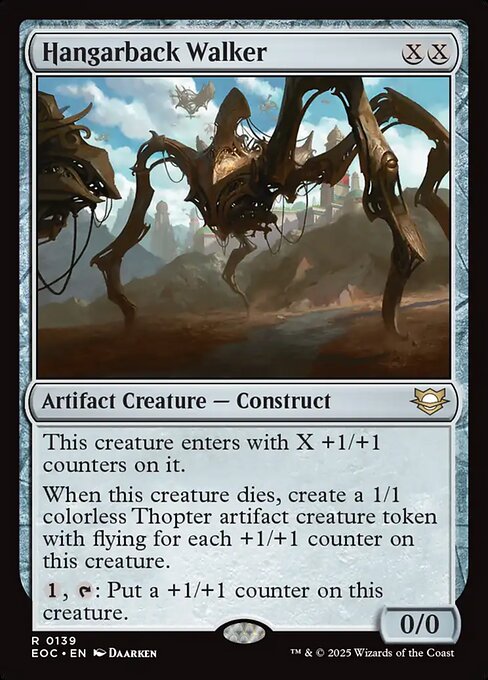 Hangarback Walker XX
Artifact Creature — Construct
This creature enters with X +1/+1
counters on it.
When this creature dies, create a 1/1
colorless Thopter artifact creature token
with flying for each +1/+1 counter on
this creature.
1, : Put a +1/+1 counter on this
creature.
0/0
R 0139
EOC • EN DAARKEN
™ & © 2025 Wizards of the Coast